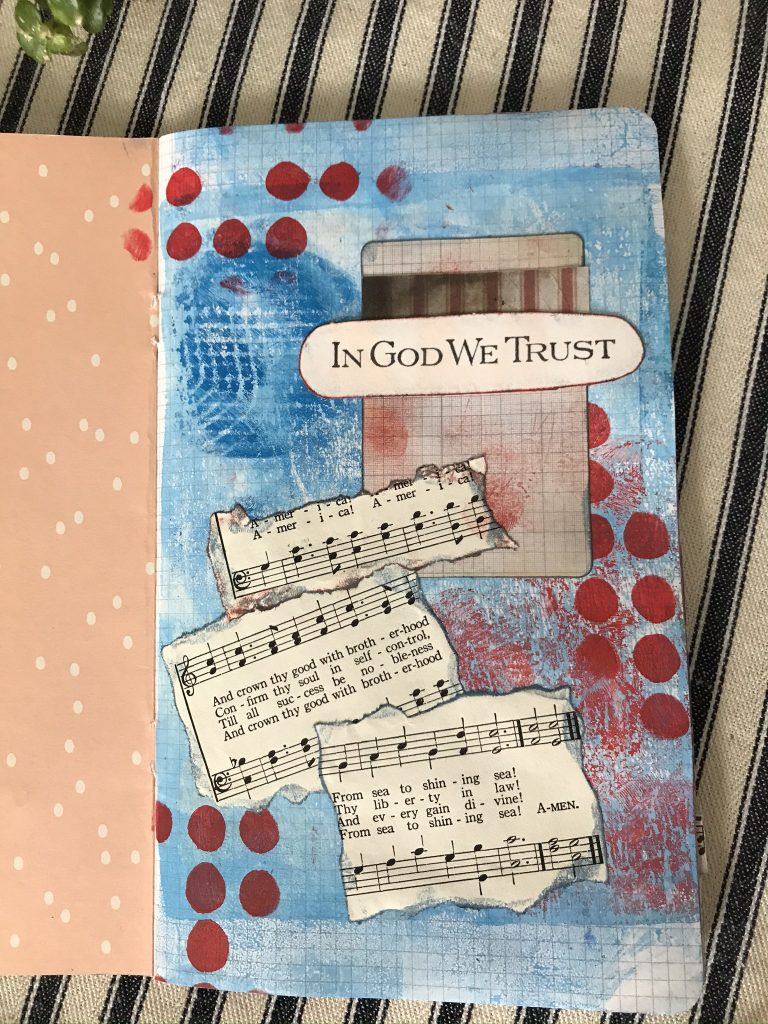 IN GOD WE TRUST
A - mer - i - ca! A - mer - i - ca!
A - mer - i - ca! A - mer - i - ca!
And crown thy good with broth - er-hood
Con - firm thy soul in self - con-trol,
Till all suc - cess be no - ble-ness
And crown thy good with broth - er-hood
From sea to shin - ing sea!
Thy lib - er - ty in law!
And ev - ery gain di - vine!
From sea to shin - ing sea! A-MEN.